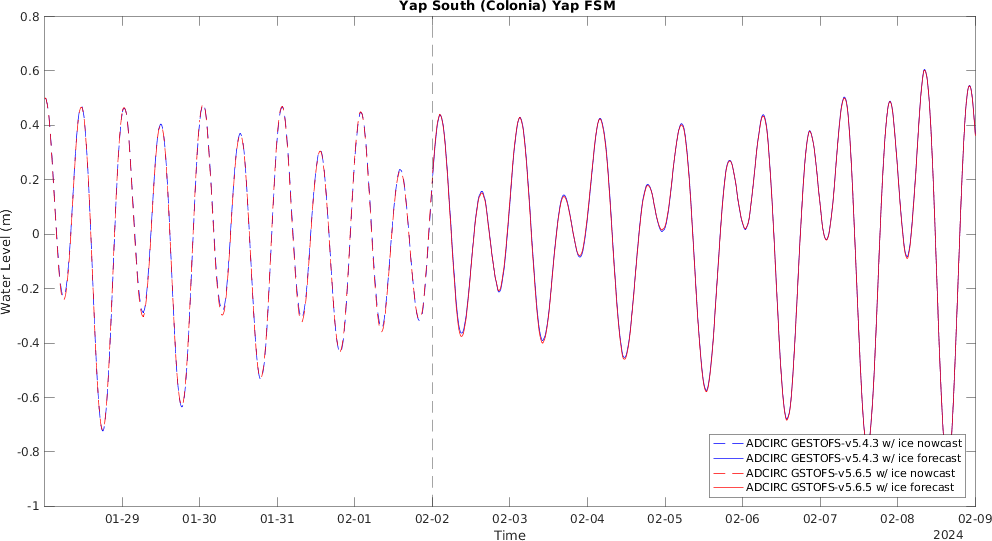 Yap South (Colonia) Yap FSM
0.8
0.6
0.4
0.2
0
-0.2
-0.4
-0.6
-0.8
-1
Water Level (m)
ADCIRC GESTOFS-v5.4.3 w/ ice nowcast
ADCIRC GESTOFS-v5.4.3 w/ ice forecast
ADCIRC GSTOFS-v5.6.5 w/ ice nowcast
ADCIRC GSTOFS-v5.6.5 w/ ice forecast
01-29 01-30 01-31 02-01 02-02 02-03 02-04 02-05 02-06 02-07 02-08 02-09
Time
2024